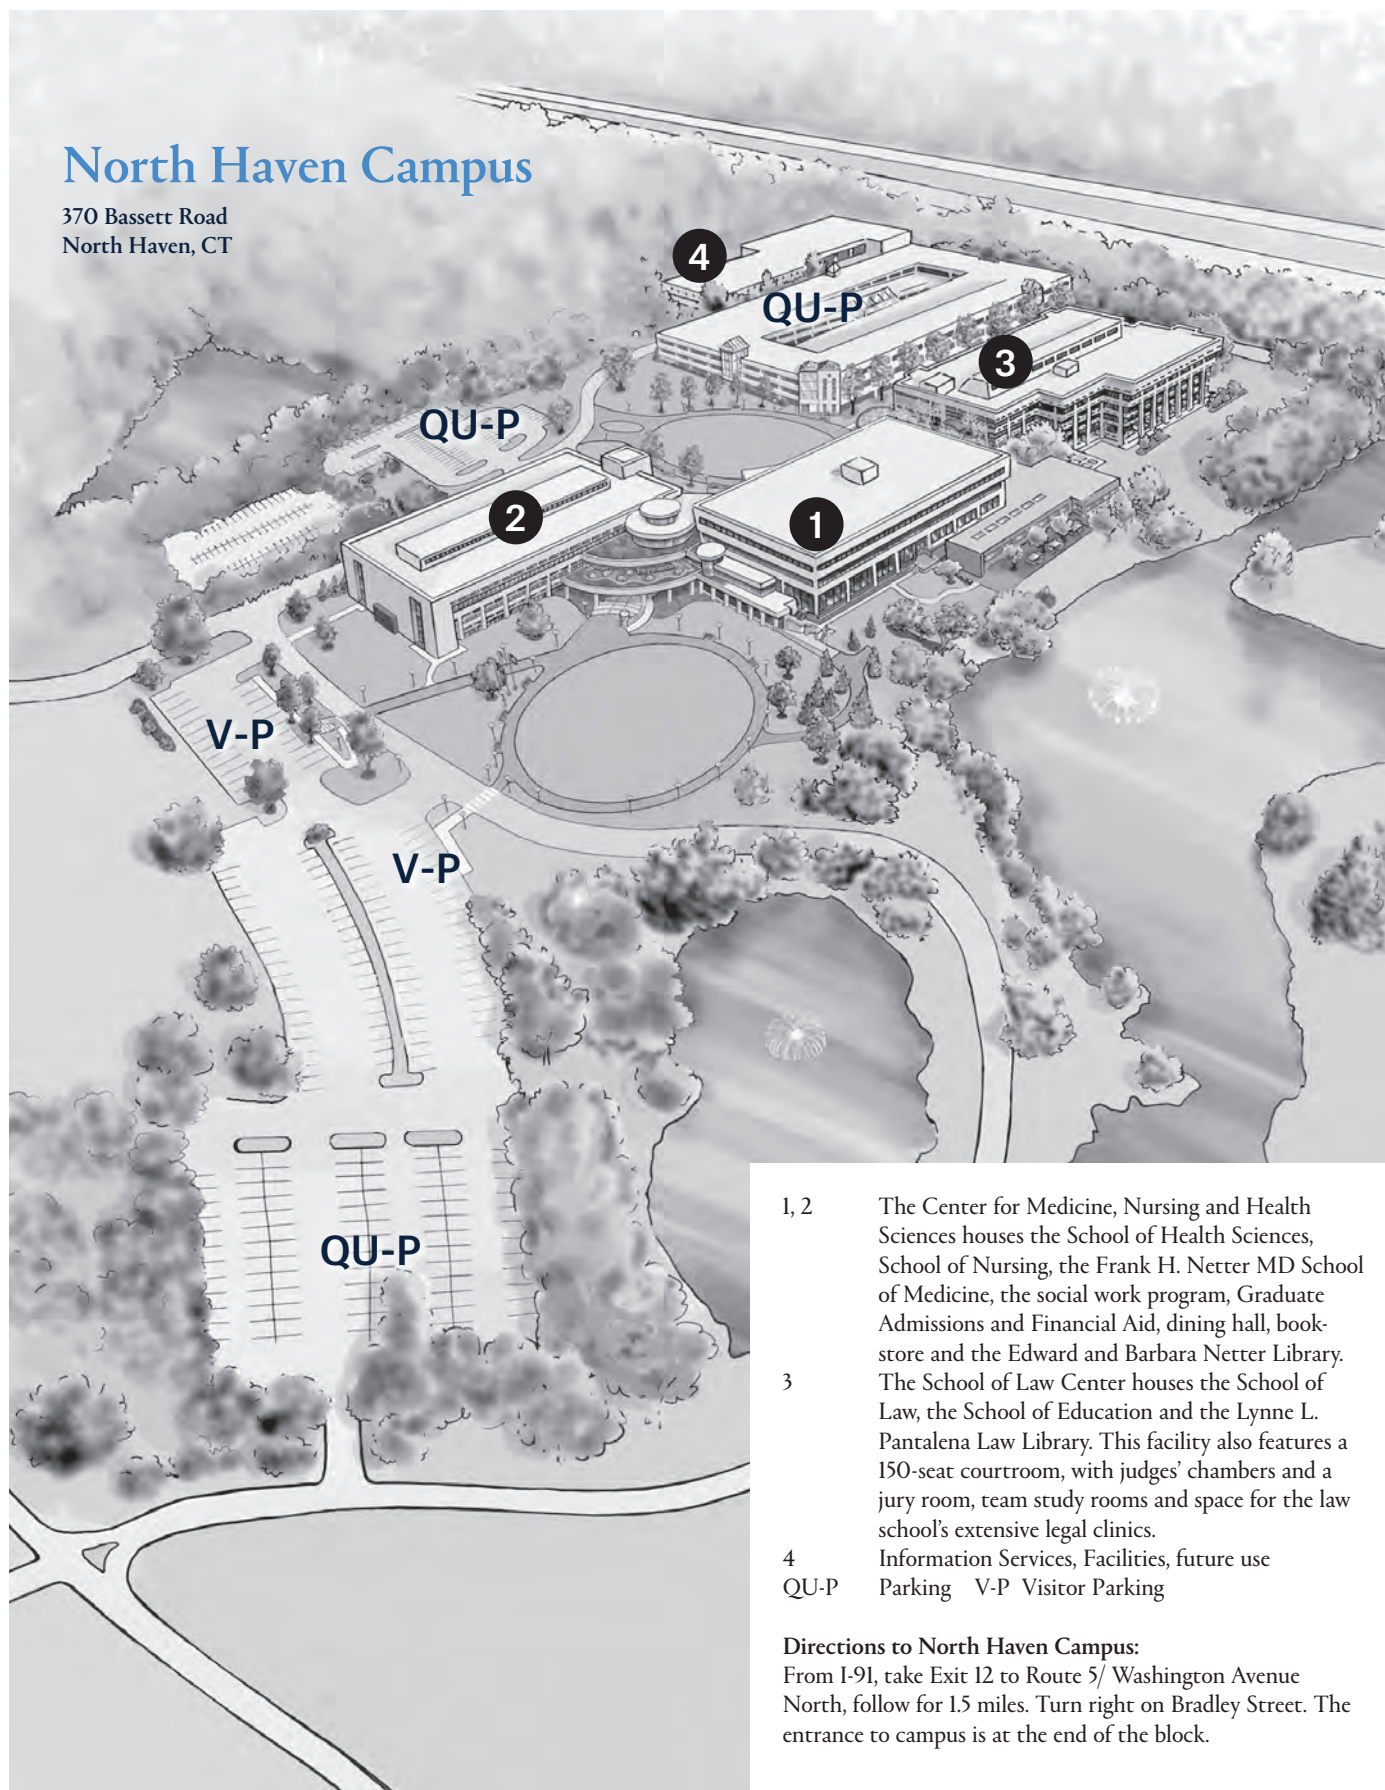 North Haven Campus
370 Bassett Road
North Haven, CT
4
QU-P
3
QU-P
2
1
V-P
V-P
QU-P
1, 2 The Center for Medicine, Nursing and Health
Sciences houses the School of Health Sciences,
School of Nursing, the Frank H. Netter MD School
of Medicine, the social work program, Graduate
Admissions and Financial Aid, dining hall, book-
store and the Edward and Barbara Netter Library.
3 The School of Law Center houses the School of
Law, the School of Education and the Lynne L.
Pantalena Law Library. This facility also features a
150-seat courtroom, with judges’ chambers and a
jury room, team study rooms and space for the law
school’s extensive legal clinics.
4 Information Services, Facilities, future use
QU-P Parking V-P Visitor Parking
Directions to North Haven Campus:
From I-91, take Exit 12 to Route 5/ Washington Avenue
North, follow for 1.5 miles. Turn right on Bradley Street. The
entrance to campus is at the end of the block.